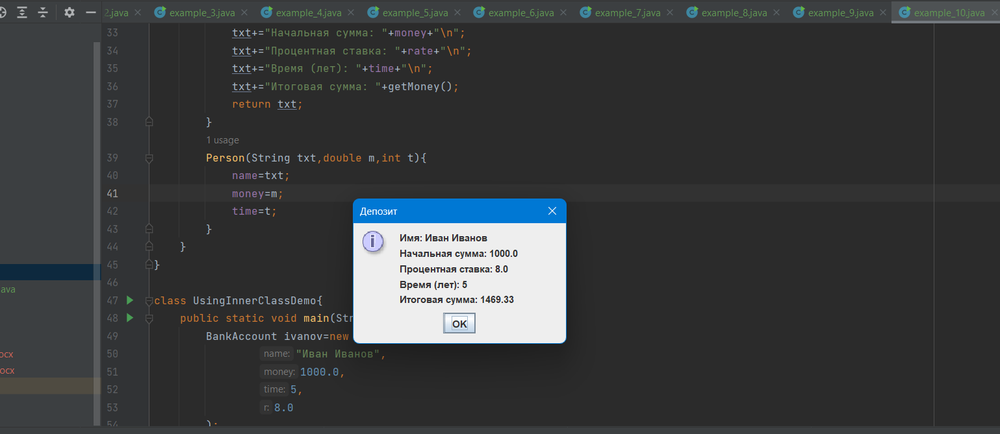 2.java example_3.java example_4.java example_5.java example_6.java example_7.java example_8.java example_9.java example_10.java
33 txt+="Начальная сумма: "+money+"\n";
34 txt+="Процентная ставка: "+rate+"\n";
35 txt+="Время (лет): "+time+"\n";
36 txt+="Итоговая сумма: "+getMoney();
37 return txt;
38 }
1 usage
39 Person(String txt,double m,int t){
40 name=txt;
41 money=m;
42 time=t;
43 }
44 }
45 }
46
47 class UsingInnerClassDemo{
48 public static void main(Str
49 BankAccount ivanov=new
50 name: "Иван Иванов",
51 money: 1000.0,
52 time: 5,
53 r: 8.0
54 );
Депозит
Имя: Иван Иванов
Начальная сумма: 1000.0
Процентная ставка: 8.0
Время (лет): 5
Итоговая сумма: 1469.33
OK
ava
ocx
ocx